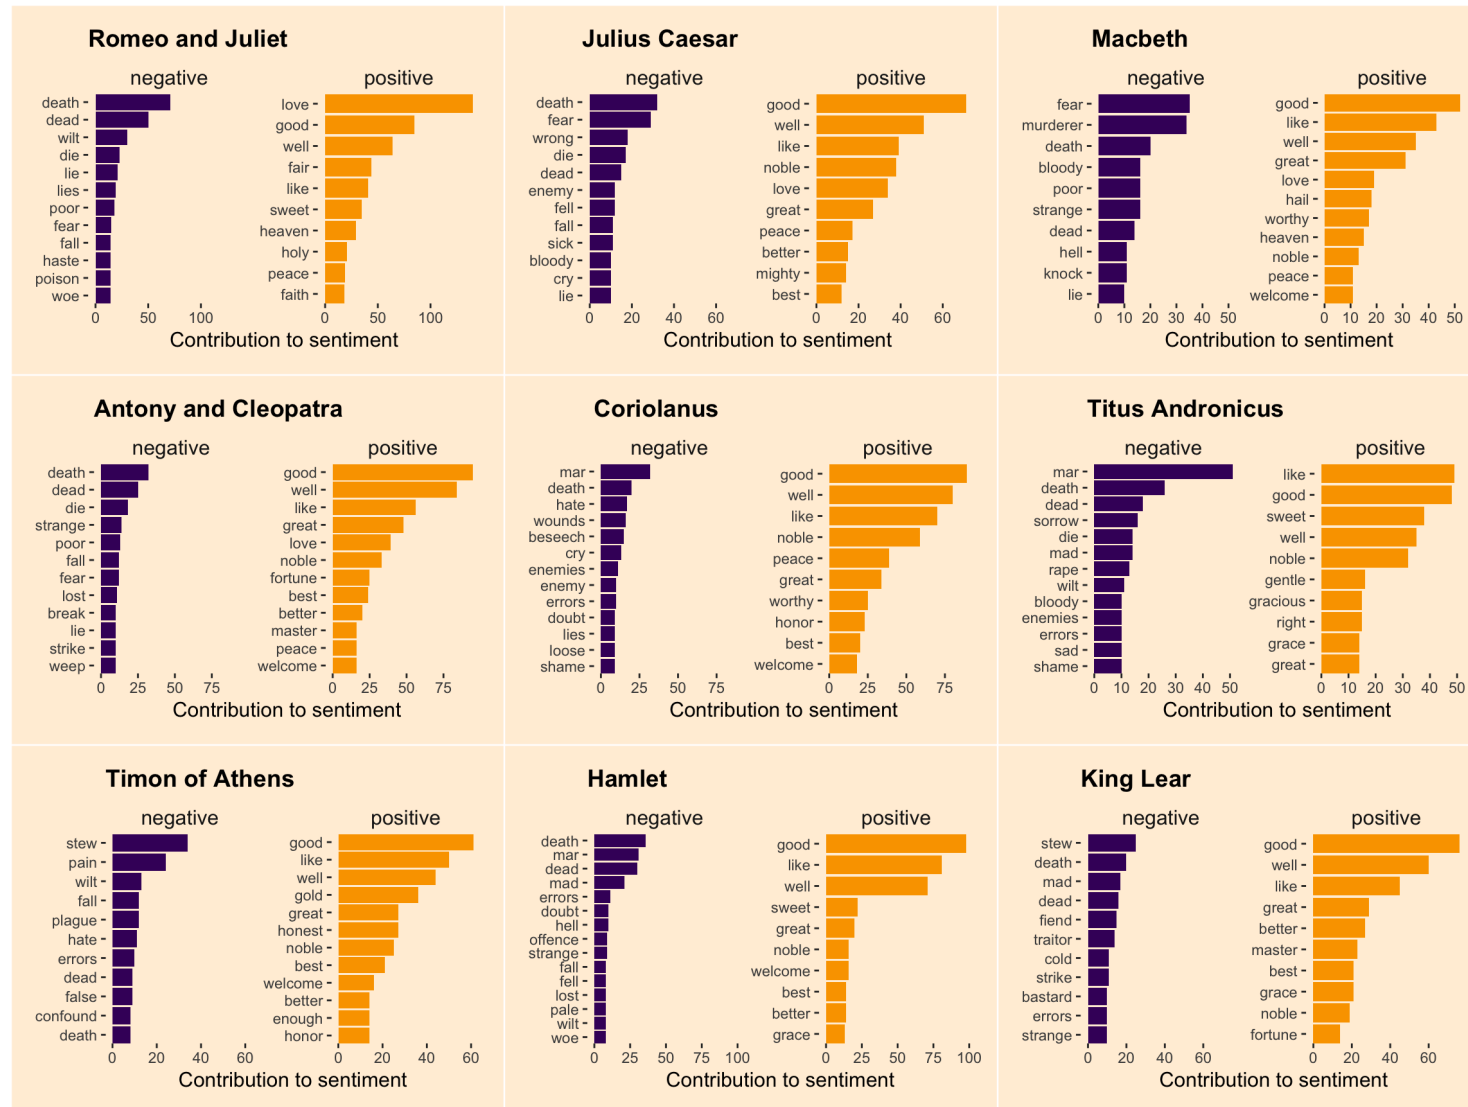 Romeo and Juliet
negative
death
dead
wilt
die
lie
lies
poor
fear
fall
haste
poison
woe
0 50 100
positive
love
good
well
fair
like
sweet
heaven
holy
peace
faith
0 50 100
Contribution to sentiment
Julius Caesar
negative
death
fear
wrong
die
dead
enemy
fell
fall
sick
bloody
cry
lie
0 20 40 60
positive
good
well
like
noble
love
great
peace
better
mighty
best
0 20 40 60
Contribution to sentiment
Macbeth
negative
fear
murderer
death
bloody
poor
strange
dead
hell
knock
lie
0 10 20 30 40 50
positive
good
like
well
great
love
hail
worthy
heaven
noble
peace
welcome
0 10 20 30 40 50
Contribution to sentiment
Antony and Cleopatra
negative
death
dead
die
strange
poor
fall
fear
lost
break
lie
strike
weep
0 25 50 75
positive
good
well
like
great
love
noble
fortune
best
better
master
peace
welcome
0 25 50 75
Contribution to sentiment
Coriolanus
negative
mar
death
hate
wounds
beseech
cry
enemies
enemy
errors
doubt
lies
loose
shame
0 25 50 75
positive
good
well
like
noble
peace
great
worthy
honor
best
welcome
0 25 50 75
Contribution to sentiment
Titus Andronicus
negative
mar
death
dead
sorrow
die
mad
rape
wilt
bloody
enemies
errors
sad
shame
0 10 20 30 40 50
positive
like
good
sweet
well
noble
gentle
gracious
right
grace
great
0 10 20 30 40 50
Contribution to sentiment
Timon of Athens
negative
stew
pain
wilt
fall
plague
hate
errors
dead
false
confound
death
0 20 40 60
positive
good
like
well
gold
great
honest
noble
best
welcome
better
enough
honor
0 20 40 60
Contribution to sentiment
Hamlet
negative
death
mar
dead
mad
errors
doubt
hell
offence
strange
fall
fell
lost
pale
wilt
woe
0 25 50 75 100
positive
good
like
well
sweet
great
noble
welcome
best
better
grace
0 25 50 75 100
Contribution to sentiment
King Lear
negative
stew
death
mad
dead
fiend
traitor
cold
strike
bastard
errors
strange
0 20 40 60
positive
good
well
like
great
better
master
best
grace
noble
fortune
0 20 40 60
Contribution to sentiment